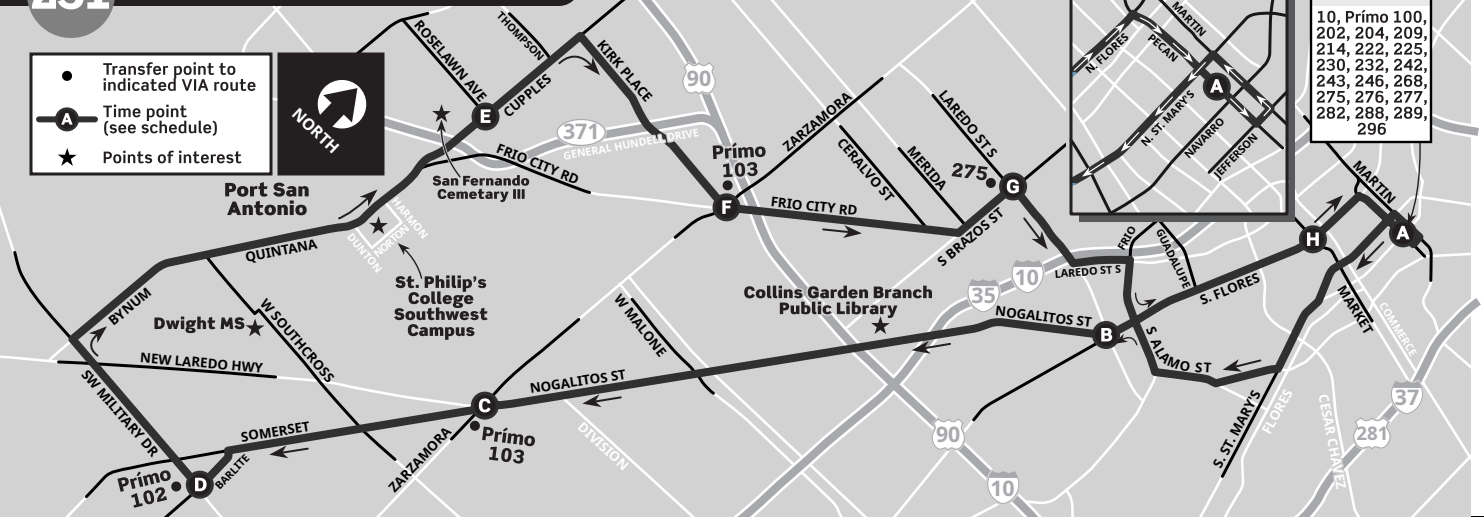 Transfer point to
indicated VIA route
A
Time point
(see schedule)
Points of interest
NORTH
ROSELAWN AVE
THOMPSON
CUPPLES
KIRK PLACE
E
90
371
GENERAL HUNDELL DRIVE
FRIO CITY RD
San Fernando
Cemetary III
Port San
Antonio
HARMON
NORTON
DUNTON
QUINTANA
St. Philip's
College
Southwest
Campus
BYNUM
Dwight MS
W SOUTHCROSS
NEW LAREDO HWY
SW MILITARY DR
SOMERSET
BARLITE
D
Prímo
102
C
Prímo
103
ZARZAMORA
NOGALITOS ST
DIVISION
W MALONE
Prímo
103
F
ZARZAMORA
CERALVO ST
MERIDA
LAREDO ST S
275
G
FRIO CITY RD
S BRAZOS ST
Collins Garden Branch
Public Library
35
10
LAREDO ST S
FRIO
GUADALUPE
NOGALITOS ST
B
S. FLORES
S ALAMO ST
H
MARTIN
A
MARKET
COMMERCE
S. ST. MARY'S
FLORES
CESAR CHAVEZ
37
281
90
10
MARTIN
N. FLORES
PECAN
A
N. ST. MARY'S
NAVARRO
JEFFERSON
10, Prímo 100,
202, 204, 209,
214, 222, 225,
230, 232, 242,
243, 246, 268,
275, 276, 277,
282, 288, 289,
296